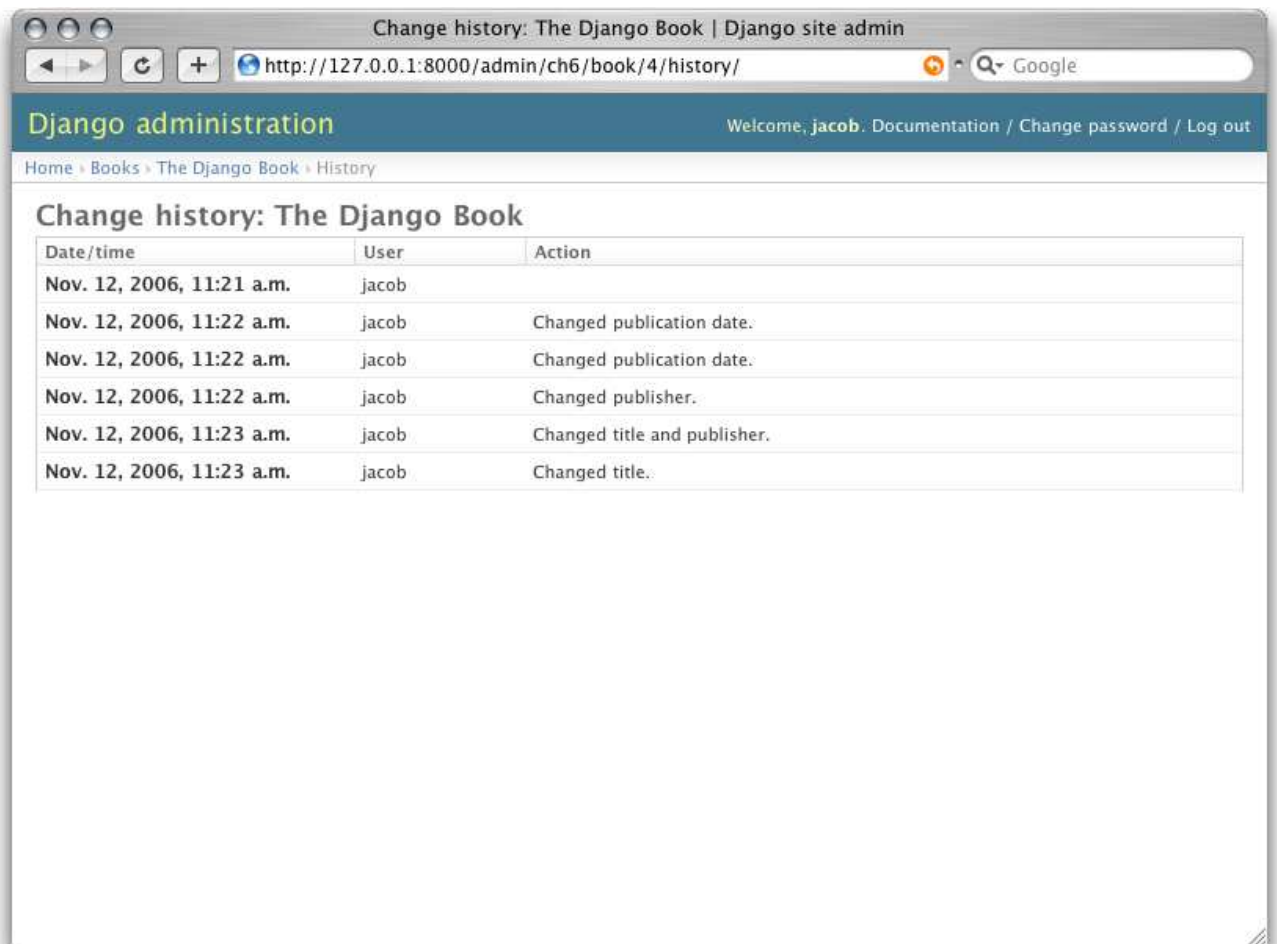 Change history: The Django Book | Django site admin
http://127.0.0.1:8000/admin/ch6/book/4/history/
Google
Django administration
Welcome, jacob. Documentation / Change password / Log out
Home › Books › The Django Book › History
Change history: The Django Book
Date/time User Action
Nov. 12, 2006, 11:21 a.m. jacob
Nov. 12, 2006, 11:22 a.m. jacob Changed publication date.
Nov. 12, 2006, 11:22 a.m. jacob Changed publication date.
Nov. 12, 2006, 11:22 a.m. jacob Changed publisher.
Nov. 12, 2006, 11:23 a.m. jacob Changed title and publisher.
Nov. 12, 2006, 11:23 a.m. jacob Changed title.